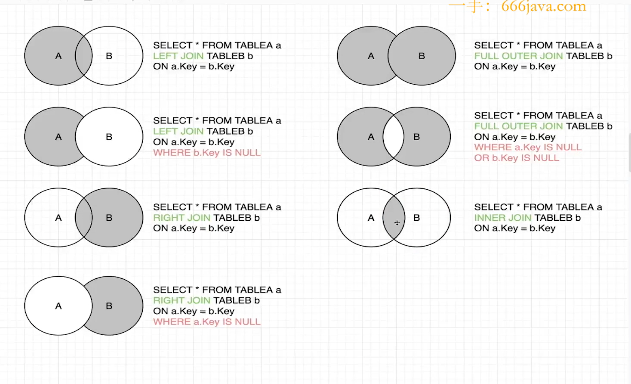 一手：666java.com
A
B
SELECT * FROM TABLEA a
LEFT JOIN TABLEB b
ON a.Key = b.Key
A
B
SELECT * FROM TABLEA a
FULL OUTER JOIN TABLEB b
ON a.Key = b.Key
A
B
SELECT * FROM TABLEA a
LEFT JOIN TABLEB b
ON a.Key = b.Key
WHERE b.Key IS NULL
A
B
SELECT * FROM TABLEA a
FULL OUTER JOIN TABLEB b
ON a.Key = b.Key
WHERE a.Key IS NULL
OR b.Key IS NULL
A
B
SELECT * FROM TABLEA a
RIGHT JOIN TABLEB b
ON a.Key = b.Key
A
B
SELECT * FROM TABLEA a
INNER JOIN TABLEB b
ON a.Key = b.Key
A
B
SELECT * FROM TABLEA a
RIGHT JOIN TABLEB b
ON a.Key = b.Key
WHERE a.Key IS NULL